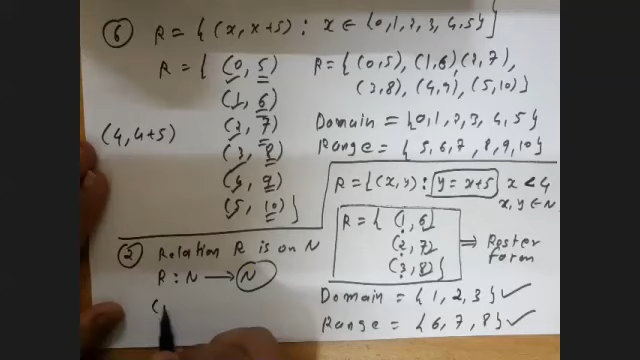 ⑥ R = { (x, x+5) : x ∈ {0,1,2,3,4,5} }
R = { (0, 5)
(1, 6)
(2, 7)
(3, 8)
(4, 9)
(5, 10) }
(4, 4+5)
R = { (0,5), (1,6) (2,7),
(3,8), (4,9), (5,10) }
Domain = {0,1,2,3,4,5}
Range = { 5,6,7,8,9,10}
② Relation R is on N
R : N → N
(
R = {(x,y) : y = x+5 x < 4
x, y ∈ N
R = { (1, 6)
(2, 7)
(3, 8) } ⇒ Roster
form
Domain = { 1, 2, 3 } ✓
Range = { 6, 7, 8 } ✓